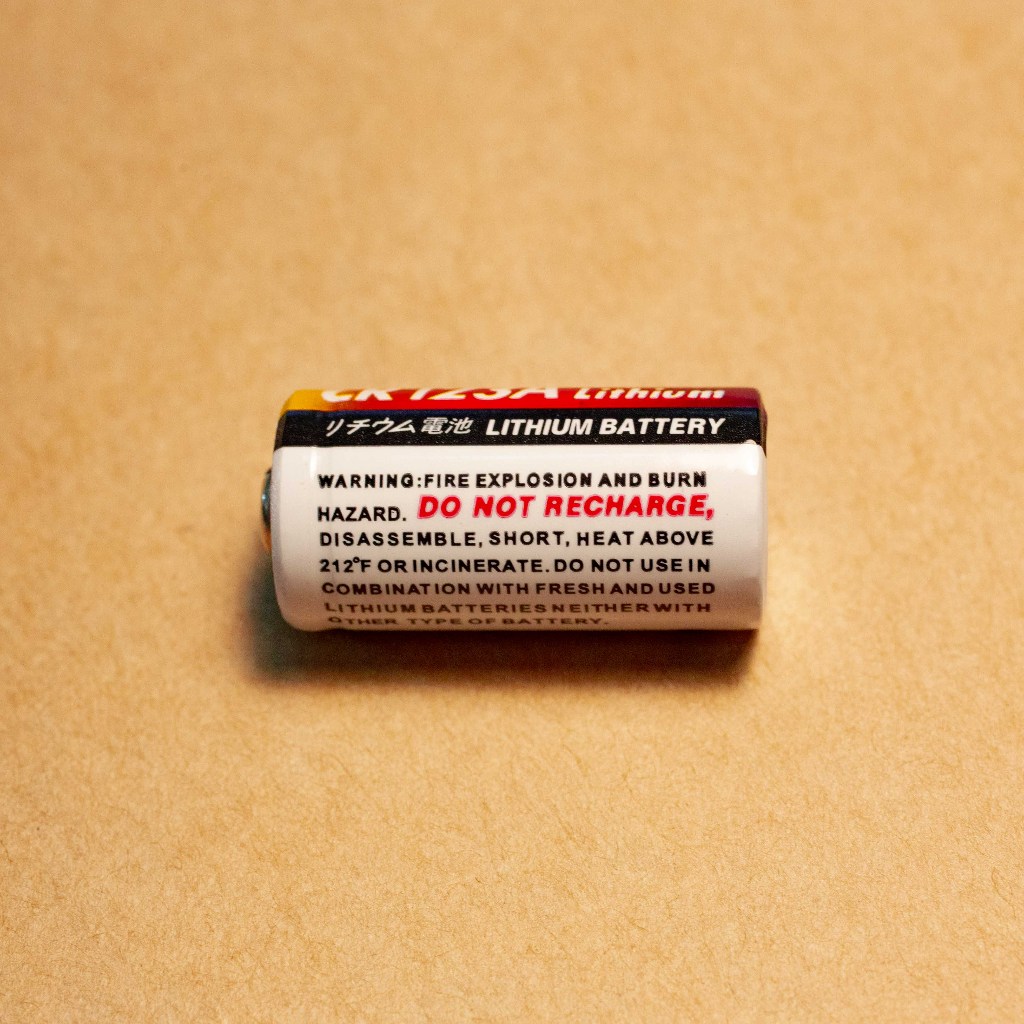 CR123A Lithium
リチウム電池 LITHIUM BATTERY
WARNING:FIRE EXPLOSION AND BURN
HAZARD. DO NOT RECHARGE,
DISASSEMBLE, SHORT, HEAT ABOVE
212°F OR INCINERATE. DO NOT USE IN
COMBINATION WITH FRESH AND USED
LITHIUM BATTERIES NEITHER WITH
OTHER TYPE OF BATTERY.